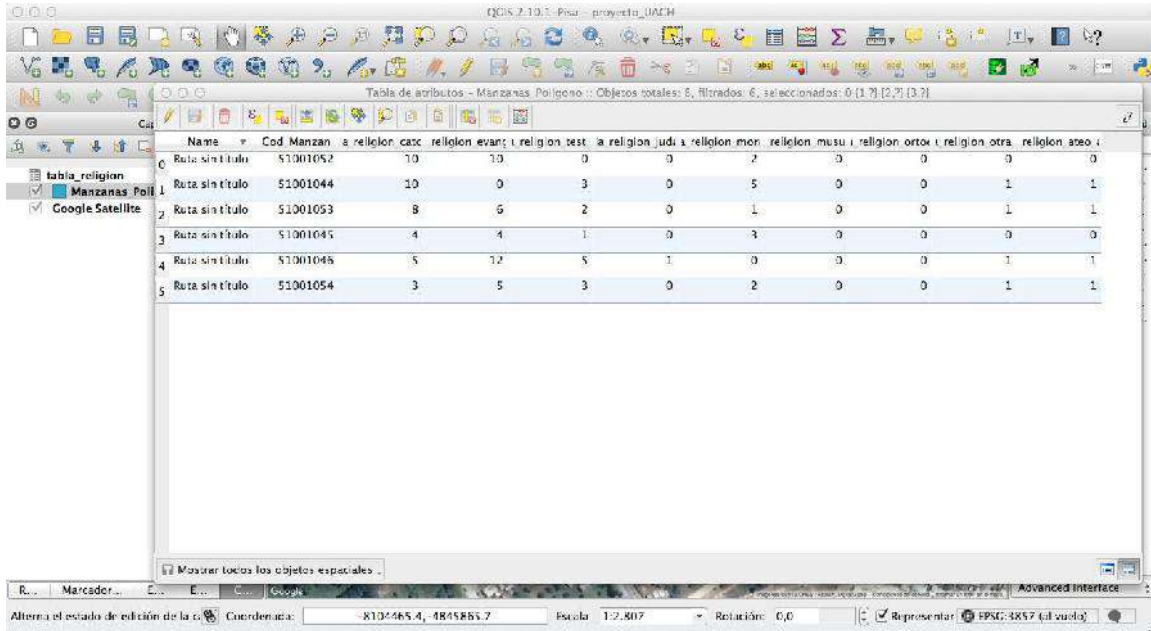 QGIS 2.10.1-Pisa - proyecto_UACH
Tabla de atributos - Manzanas_Poligono :: Objetos totales: 6, filtrados: 6, seleccionados: 0
Name Cod_Manzan a_religion_cato religion_evang religion_test la_religion_juda a_religion_mor religion_musu religion_orto religion_otra religion_ateo
0 Ruta sin título 51001052 10 10 0 0 2 0 0 0 0
1 Ruta sin título 51001044 10 0 3 0 5 0 0 1 1
2 Ruta sin título 51001053 8 6 2 0 1 0 0 1 1
3 Ruta sin título 51001045 4 4 1 0 3 0 0 0 0
4 Ruta sin título 51001046 5 12 5 1 0 0 0 1 1
5 Ruta sin título 51001054 3 5 3 0 2 0 0 1 1
tabla_religion
Manzanas_Poli
Google Satellite
Mostrar todos los objetos espaciales
R... Marcador... E... E... C... Google
Advanced Interface
Alterna el estado de edición de la c Coordenada: -8104465.4,-4845865.7 Escala 1:2.807 Rotación: 0,0 Representar EPSG:3857 (al vuelo)